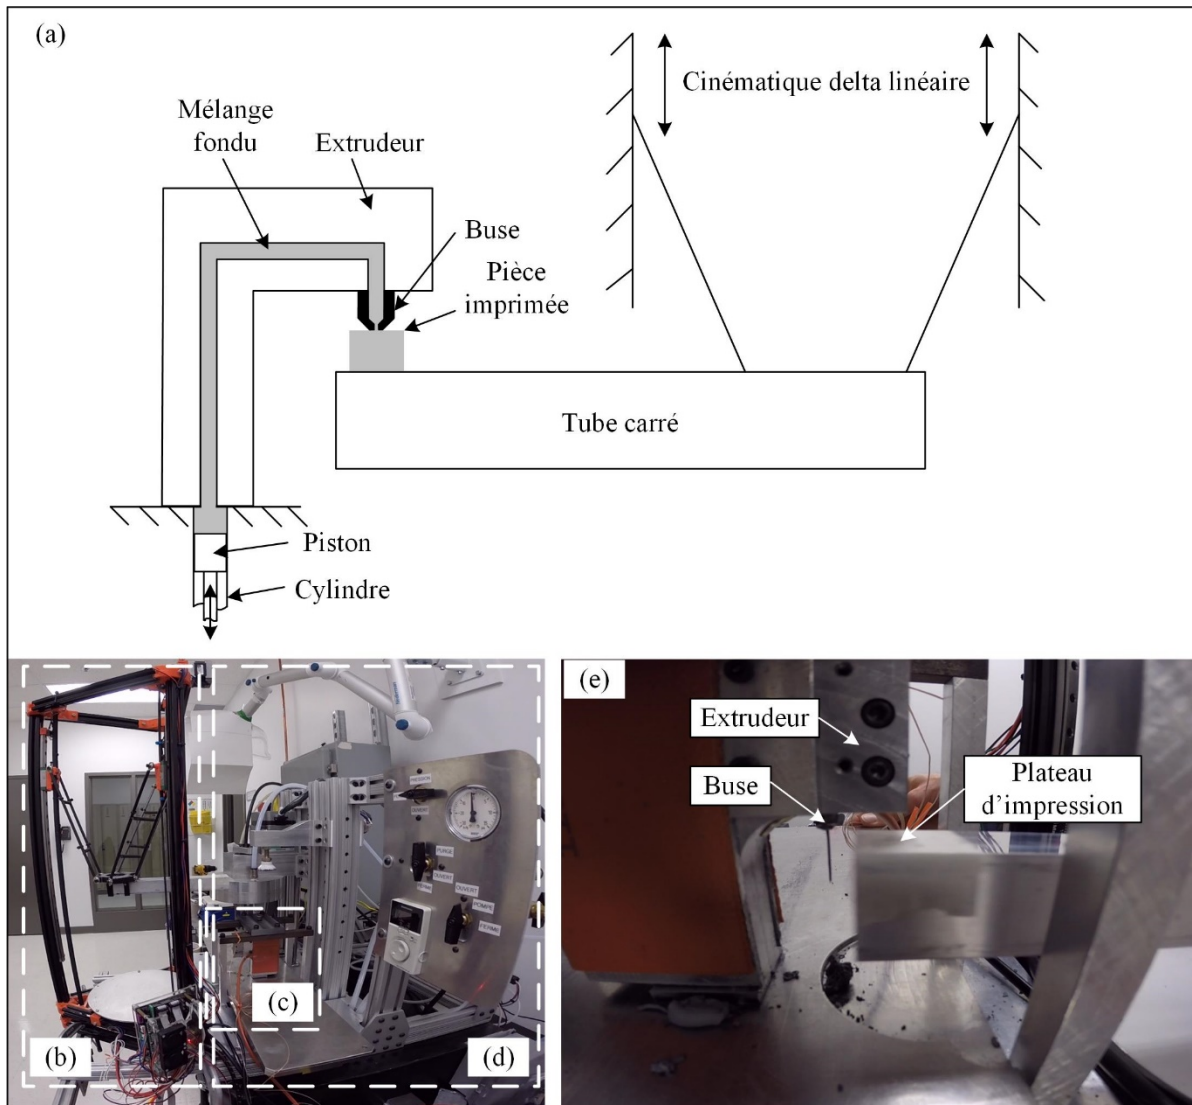 (a)
Cinématique delta linéaire
Mélange
fondu
Extrudeur
Buse
Pièce
imprimée
Tube carré
Piston
Cylindre
PURGE
OUVERT
OUVERT
POMPE
FERMÉ
(b)
(c)
(d)
(e)
Extrudeur
Buse
Plateau
d'impression